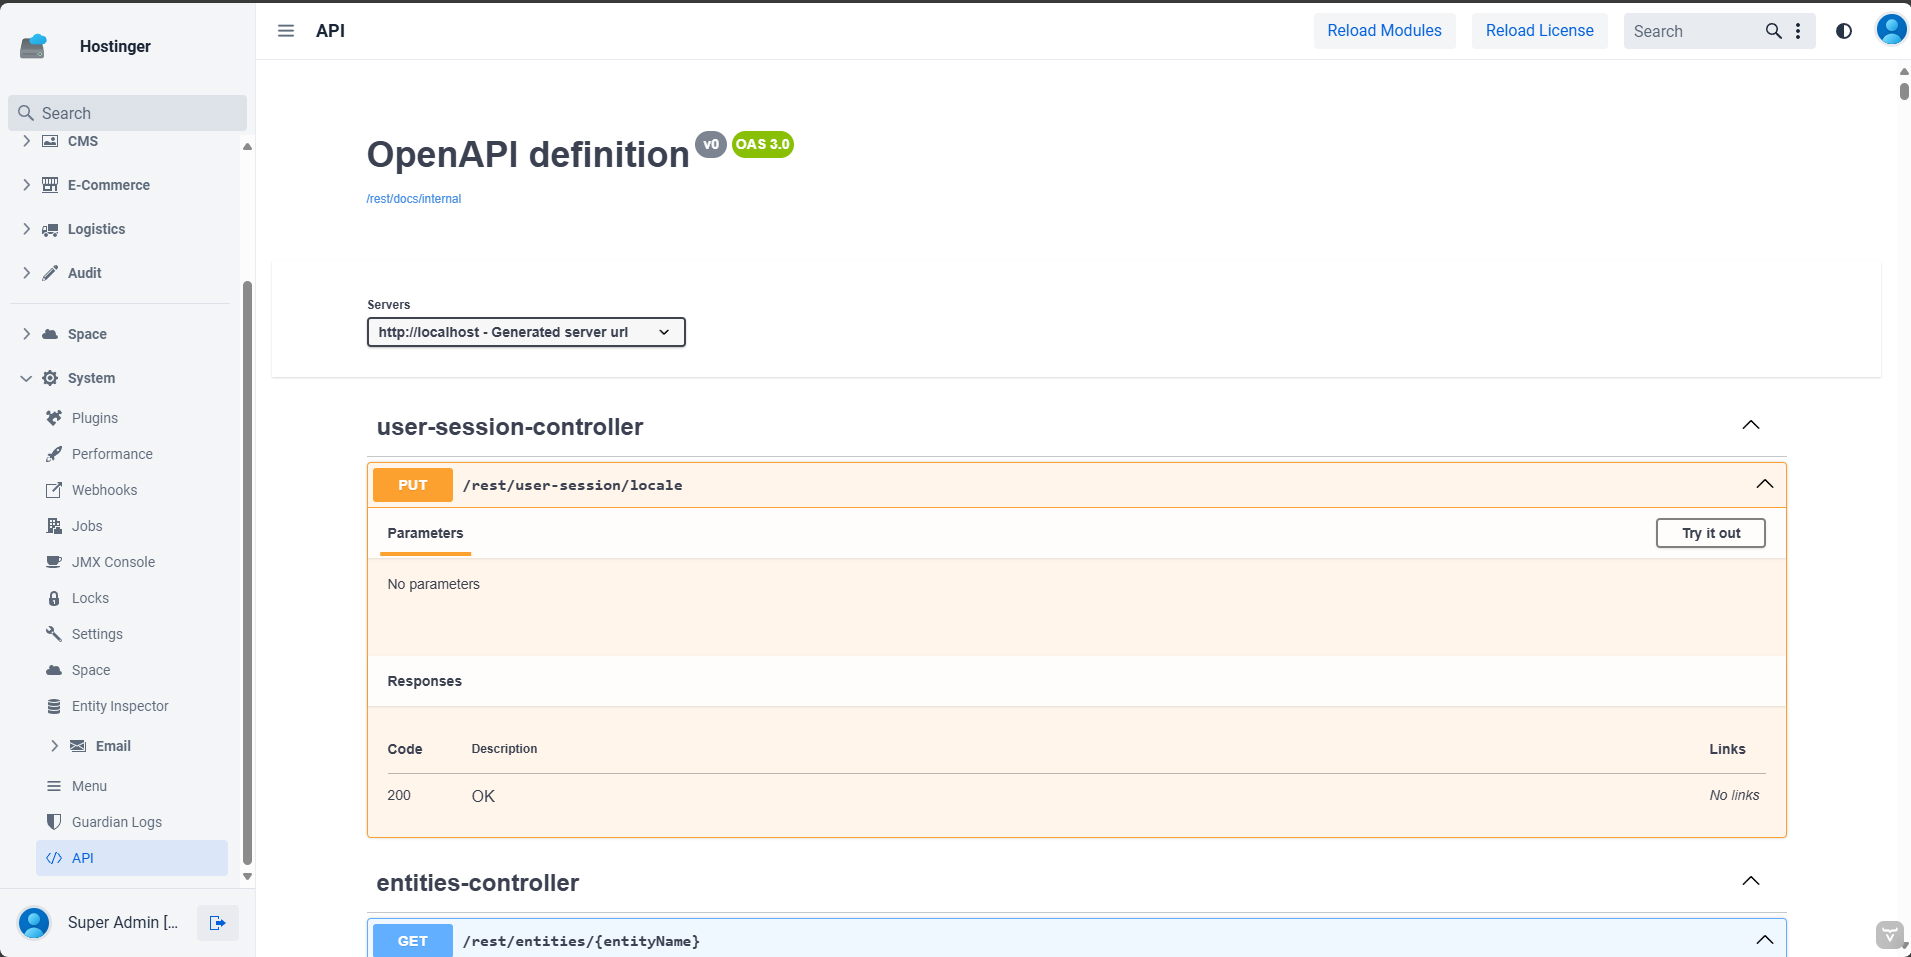 Hostinger
Search
CMS
E-Commerce
Logistics
Audit
Space
System
Plugins
Performance
Webhooks
Jobs
JMX Console
Locks
Settings
Space
Entity Inspector
Email
Menu
Guardian Logs
API
Super Admin [...
API
Reload Modules
Reload License
Search
OpenAPI definition v0 OAS 3.0
/rest/docs/internal
Servers
http://localhost - Generated server url
user-session-controller
PUT /rest/user-session/locale
Parameters
Try it out
No parameters
Responses
Code Description Links
200 OK No links
entities-controller
GET /rest/entities/{entityName}